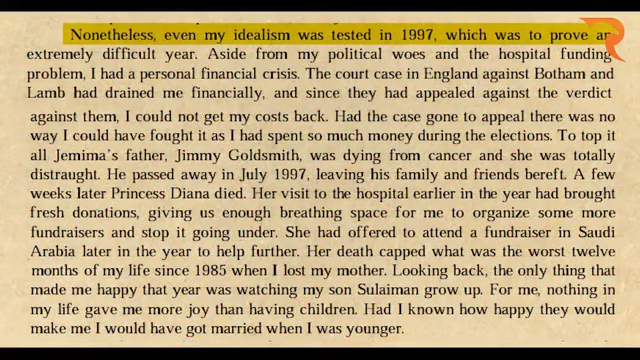 Nonetheless, even my idealism was tested in 1997, which was to prove an
extremely difficult year. Aside from my political woes and the hospital funding
problem, I had a personal financial crisis. The court case in England against Botham and
Lamb had drained me financially, and since they had appealed against the verdict
against them, I could not get my costs back. Had the case gone to appeal there was no
way I could have fought it as I had spent so much money during the elections. To top it
all Jemima's father, Jimmy Goldsmith, was dying from cancer and she was totally
distraught. He passed away in July 1997, leaving his family and friends bereft. A few
weeks later Princess Diana died. Her visit to the hospital earlier in the year had brought
fresh donations, giving us enough breathing space for me to organize some more
fundraisers and stop it going under. She had offered to attend a fundraiser in Saudi
Arabia later in the year to help further. Her death capped what was the worst twelve
months of my life since 1985 when I lost my mother. Looking back, the only thing that
made me happy that year was watching my son Sulaiman grow up. For me, nothing in
my life gave me more joy than having children. Had I known how happy they would
make me I would have got married when I was younger.